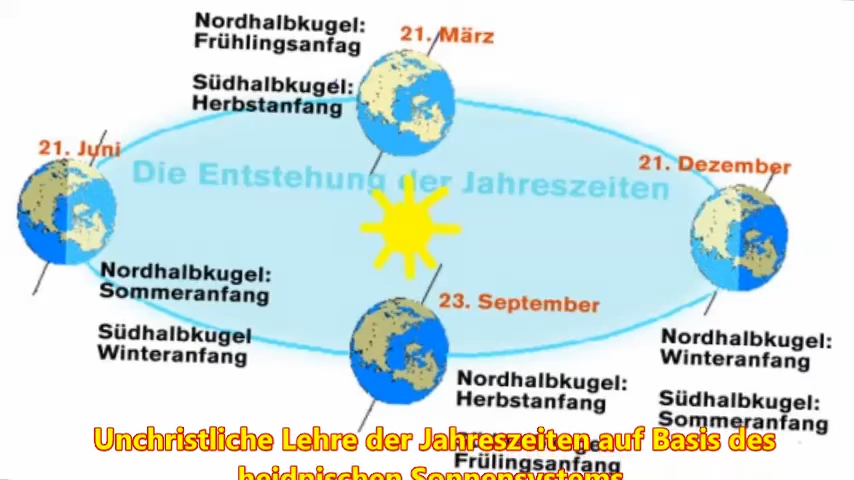 Nordhalbkugel:
Frühlingsanfag
21. März
Südhalbkugel:
Herbstanfang
21. Juni
21. Dezember
Die Entstehung der Jahreszeiten
Nordhalbkugel:
Sommeranfang
23. September
Südhalbkugel
Winteranfang
Nordhalbkugel:
Winteranfang
Nordhalbkugel:
Herbstanfang
Südhalbkugel:
Sommeranfang
Frülingsanfang
Unchristliche Lehre der Jahreszeiten auf Basis des
heidnischen Sonnensystems